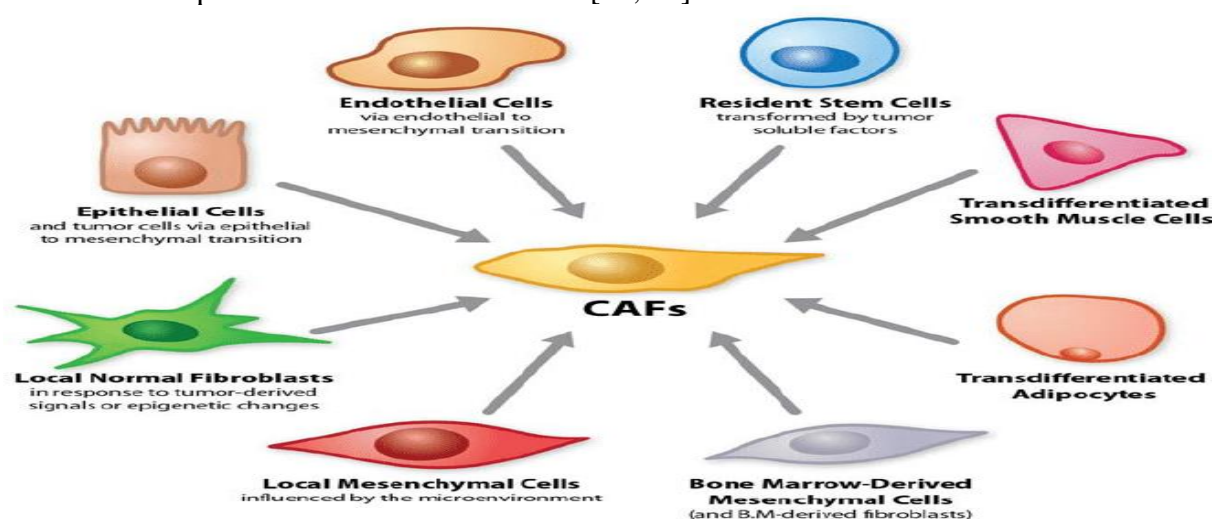 Endothelial Cells
via endothelial to
mesenchymal transition
Resident Stem Cells
transformed by tumor
soluble factors
Epithelial Cells
and tumor cells via epithelial
to mesenchymal transition
Transdifferentiated
Smooth Muscle Cells
CAFs
Local Normal Fibroblasts
in response to tumor-derived
signals or epigenetic changes
Transdifferentiated
Adipocytes
Local Mesenchymal Cells
influenced by the microenvironment
Bone Marrow-Derived
Mesenchymal Cells
(and B.M-derived fibroblasts)